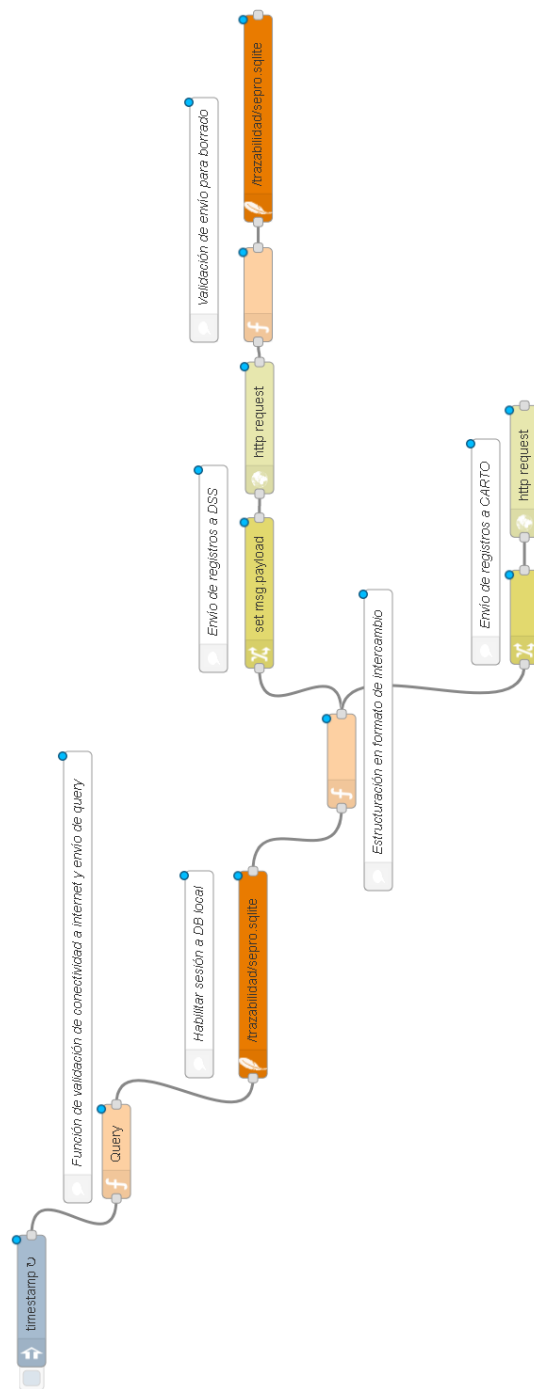 timestamp ↻
Función de validación de conectividad a internet y envío de query
Query
Habilitar sesión a DB local
/trazabilidad/sepro.sqlite
Estructuración en formato de intercambio
Envío de registros a DSS
set msg.payload
http request
Validación de envío para borrado
/trazabilidad/sepro.sqlite
Envío de registros a CARTO
http request